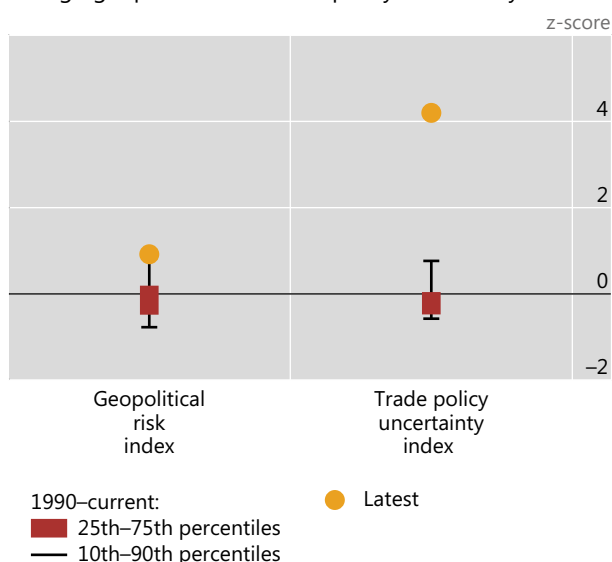 z-score
4
2
0
–2
Geopolitical
risk
index
Trade policy
uncertainty
index
1990–current:
25th–75th percentiles
10th–90th percentiles
Latest